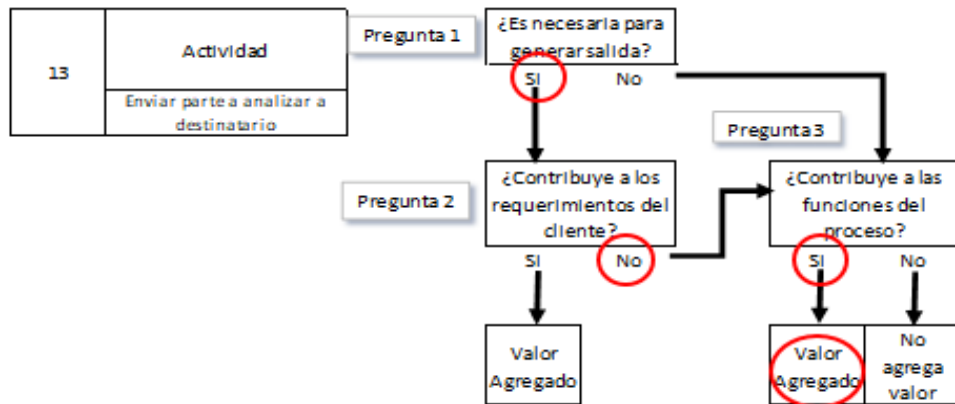 13
Actividad
Enviar parte a analizar a
destinatario
Pregunta 1
¿Es necesaria para
generar salida?
Si
No
Pregunta 3
Pregunta 2
¿Contribuye a los
requerimientos del
cliente?
Si
No
¿Contribuye a las
funciones del
proceso?
Si
No
Valor
Agregado
Valor
Agregado
No
agrega
valor